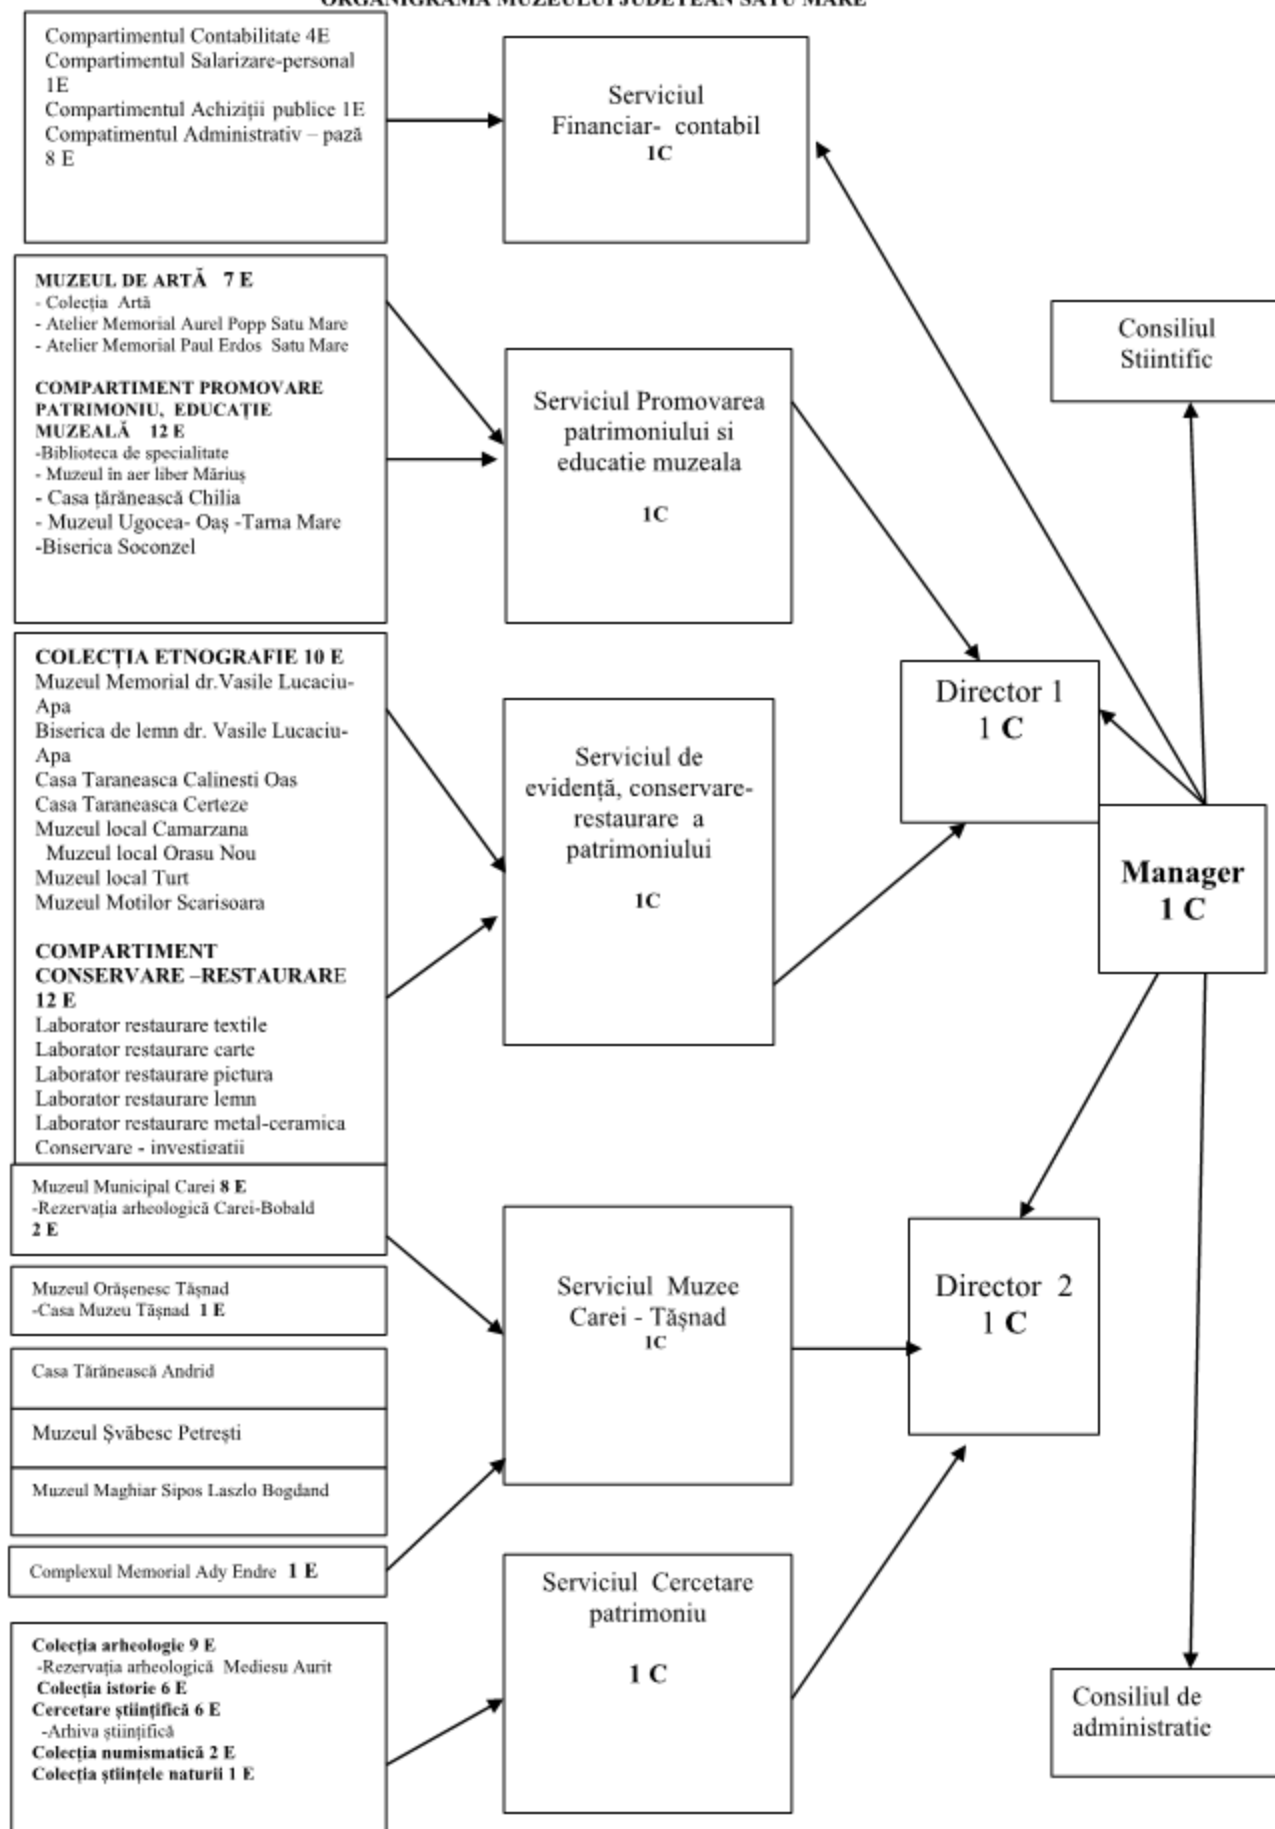 ORGANIGRAMA MUZEULUI JUDEȚEAN SATU MARE
Compartimentul Contabilitate 4E
Compartimentul Salarizare-personal
1E
Compartimentul Achiziții publice 1E
Compatimentul Administrativ – pază
8 E
Serviciul
Financiar- contabil
1C
MUZEUL DE ARTĂ 7 E
- Colecția Artă
- Atelier Memorial Aurel Popp Satu Mare
- Atelier Memorial Paul Erdos Satu Mare
COMPARTIMENT PROMOVARE
PATRIMONIU, EDUCAȚIE
MUZEALĂ 12 E
-Biblioteca de specialitate
- Muzeul în aer liber Măriuș
- Casa țărănească Chilia
- Muzeul Ugocea- Oaș -Tarna Mare
-Biserica Soconzel
Serviciul Promovarea
patrimoniului si
educatie muzeala
1C
Consiliul
Stiintific
COLECȚIA ETNOGRAFIE 10 E
Muzeul Memorial dr.Vasile Lucaciu-
Apa
Biserica de lemn dr. Vasile Lucaciu-
Apa
Casa Taraneasca Calinesti Oas
Casa Taraneasca Certeze
Muzeul local Camarzana
Muzeul local Orasu Nou
Muzeul local Turt
Muzeul Motilor Scarisoara
COMPARTIMENT
CONSERVARE –RESTAURARE
12 E
Laborator restaurare textile
Laborator restaurare carte
Laborator restaurare pictura
Laborator restaurare lemn
Laborator restaurare metal-ceramica
Conservare - investigatii
Serviciul de
evidență, conservare-
restaurare a
patrimoniului
1C
Director 1
1 C
Manager
1 C
Muzeul Municipal Carei 8 E
-Rezervația arheologică Carei-Bobald
2 E
Muzeul Orășenesc Tășnad
-Casa Muzeu Tășnad 1 E
Casa Tărănească Andrid
Muzeul Șvăbesc Petrești
Muzeul Maghiar Sipos Laszlo Bogdand
Complexul Memorial Ady Endre 1 E
Serviciul Muzee
Carei - Tășnad
1C
Director 2
1 C
Colecția arheologie 9 E
-Rezervația arheologică Mediesu Aurit
Colecția istorie 6 E
Cercetare științifică 6 E
-Arhiva științifică
Colecția numismatică 2 E
Colecția științele naturii 1 E
Serviciul Cercetare
patrimoniu
1 C
Consiliul de
administratie